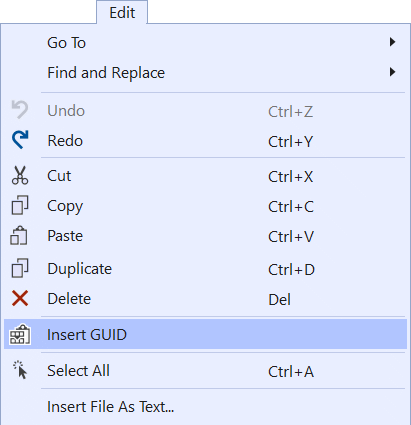 Edit
Go To
Find and Replace
Undo Ctrl+Z
Redo Ctrl+Y
Cut Ctrl+X
Copy Ctrl+C
Paste Ctrl+V
Duplicate Ctrl+D
Delete Del
Insert GUID
Select All Ctrl+A
Insert File As Text...